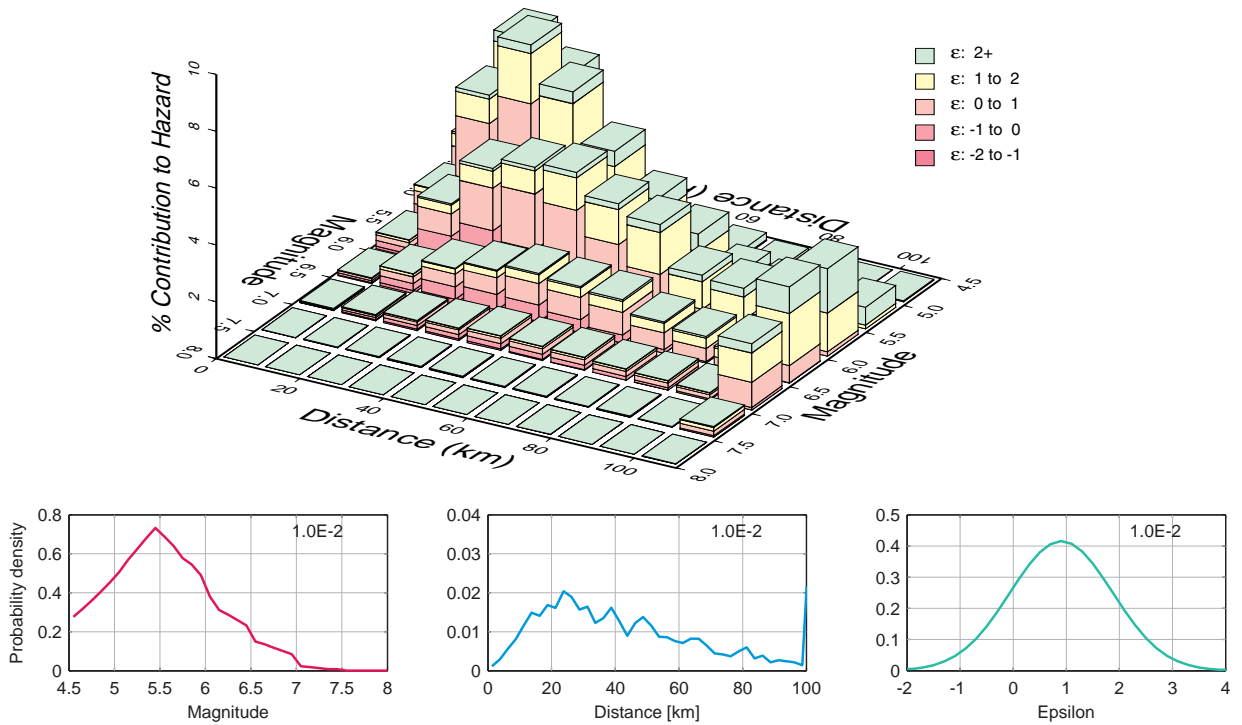 % Contribution to Hazard
10
8
6
4
2
0
ε: 2+
ε: 1 to 2
ε: 0 to 1
ε: -1 to 0
ε: -2 to -1
Magnitude
5.5
6.0
6.5
7.0
7.5
8.0
Distance (
60
80
100
20
40
60
80
100
Distance (km)
4.5
5.0
5.5
6.0
6.5
7.0
7.5
8.0
Magnitude
Probability density
0.8
0.6
0.4
0.2
0
1.0E-2
4.5 5 5.5 6 6.5 7 7.5 8
Magnitude
0.04
0.03
0.02
0.01
0
1.0E-2
0 20 40 60 80 100
Distance [km]
0.5
0.4
0.3
0.2
0.1
0
1.0E-2
-2 -1 0 1 2 3 4
Epsilon